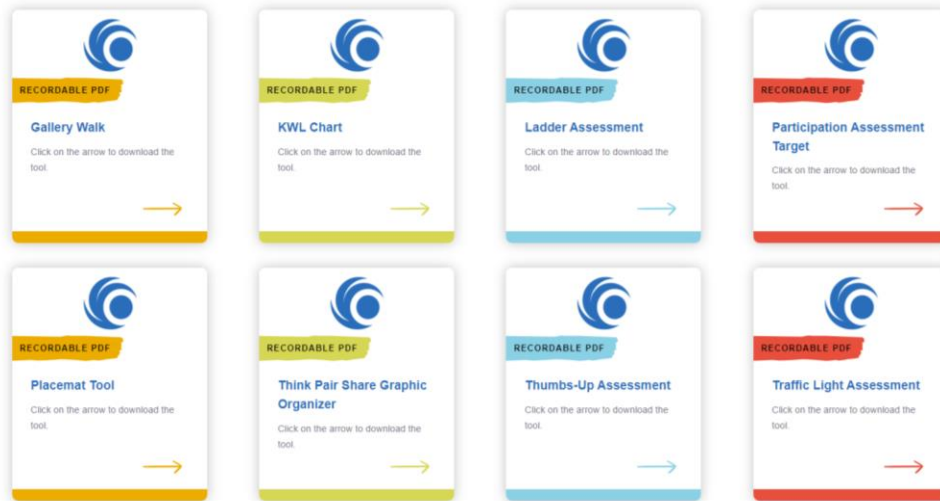 RECORDABLE PDF
Gallery Walk
Click on the arrow to download the
tool.
RECORDABLE PDF
KWL Chart
Click on the arrow to download the
tool.
RECORDABLE PDF
Ladder Assessment
Click on the arrow to download the
tool.
RECORDABLE PDF
Participation Assessment
Target
Click on the arrow to download the
tool.
RECORDABLE PDF
Placemat Tool
Click on the arrow to download the
tool.
RECORDABLE PDF
Think Pair Share Graphic
Organizer
Click on the arrow to download the
tool.
RECORDABLE PDF
Thumbs-Up Assessment
Click on the arrow to download the
tool.
RECORDABLE PDF
Traffic Light Assessment
Click on the arrow to download the
tool.